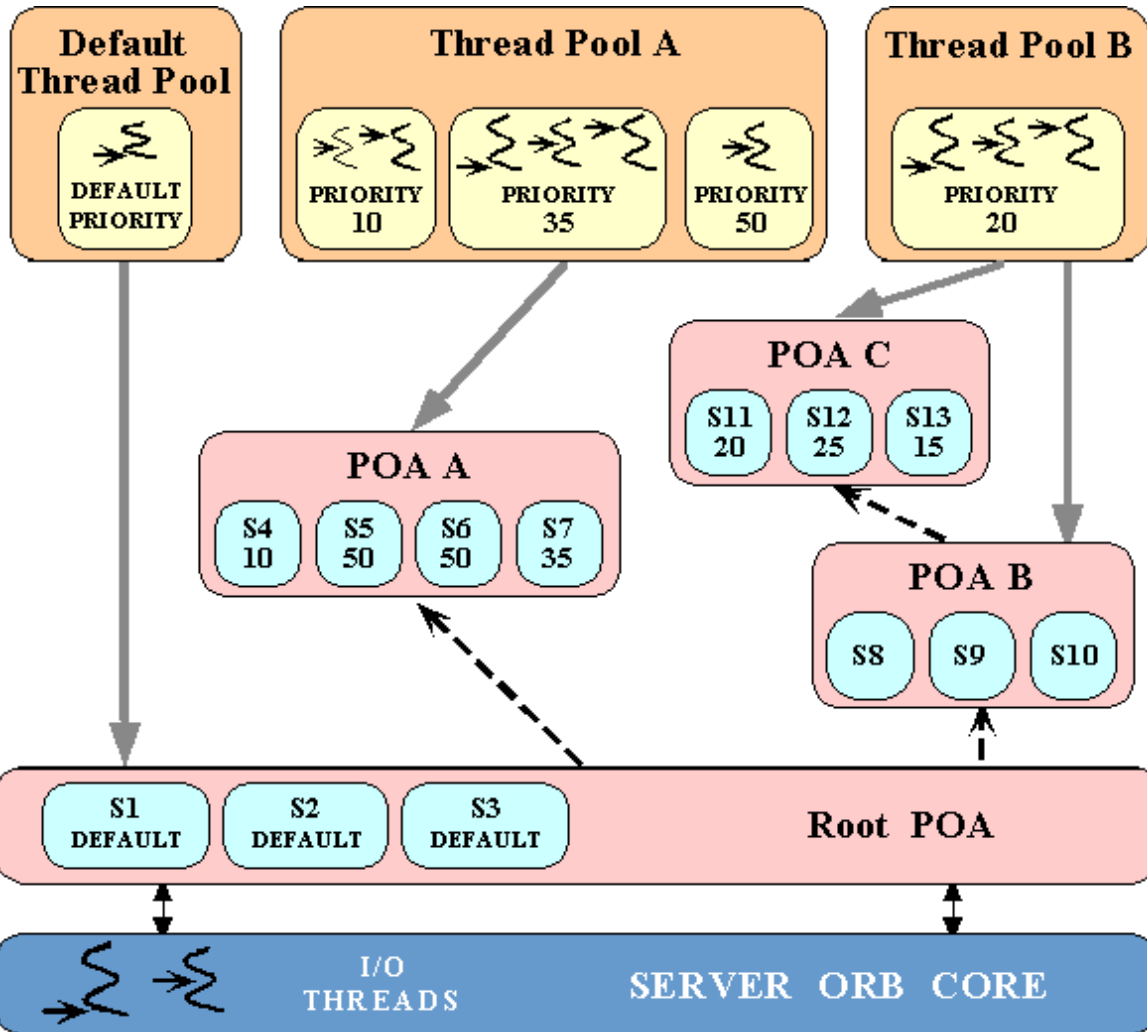 Default
Thread Pool
DEFAULT
PRIORITY
Thread Pool A
PRIORITY
10
PRIORITY
35
PRIORITY
50
Thread Pool B
PRIORITY
20
POA C
S11
20
S12
25
S13
15
POA A
S4
10
S5
50
S6
50
S7
35
POA B
S8
S9
S10
S1
DEFAULT
S2
DEFAULT
S3
DEFAULT
Root POA
I/O
THREADS
SERVER ORB CORE